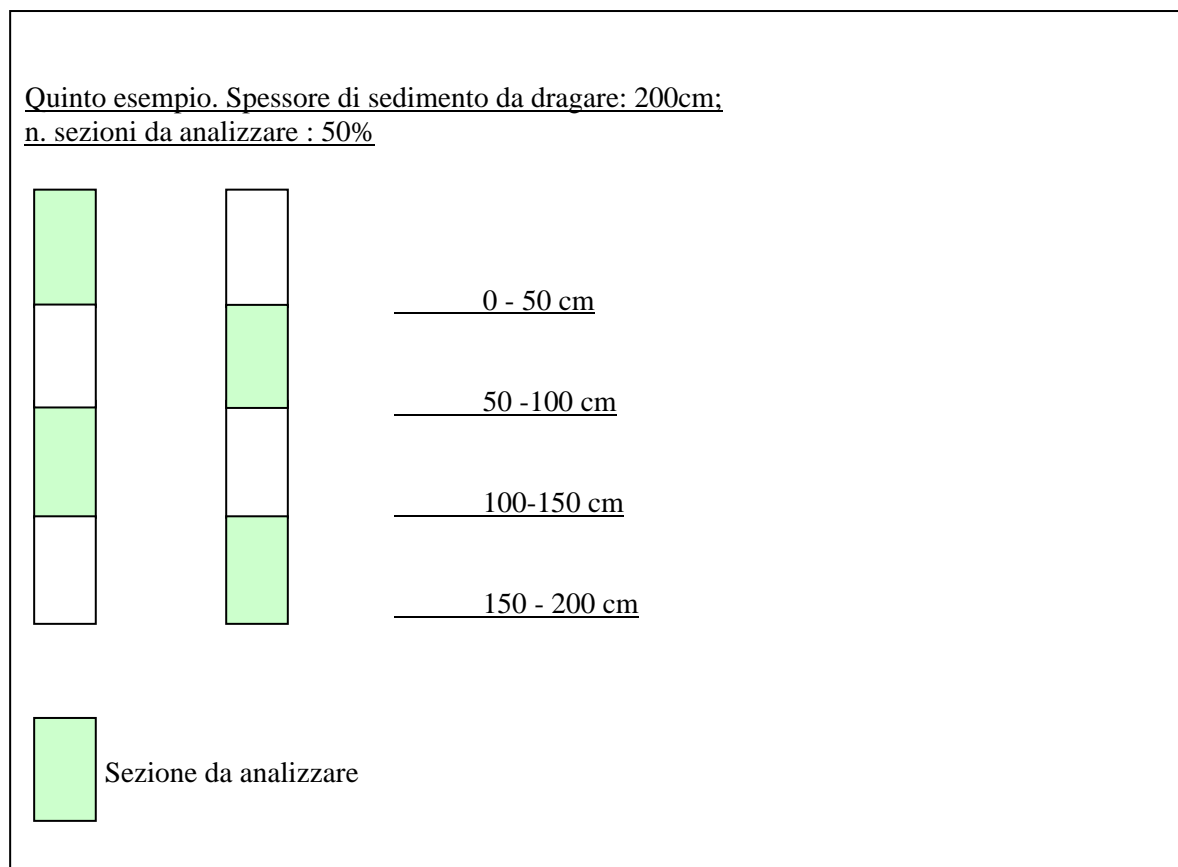 Quinto esempio. Spessore di sedimento da dragare: 200cm;
n. sezioni da analizzare : 50%
0 - 50 cm
50 -100 cm
100-150 cm
150 - 200 cm
Sezione da analizzare